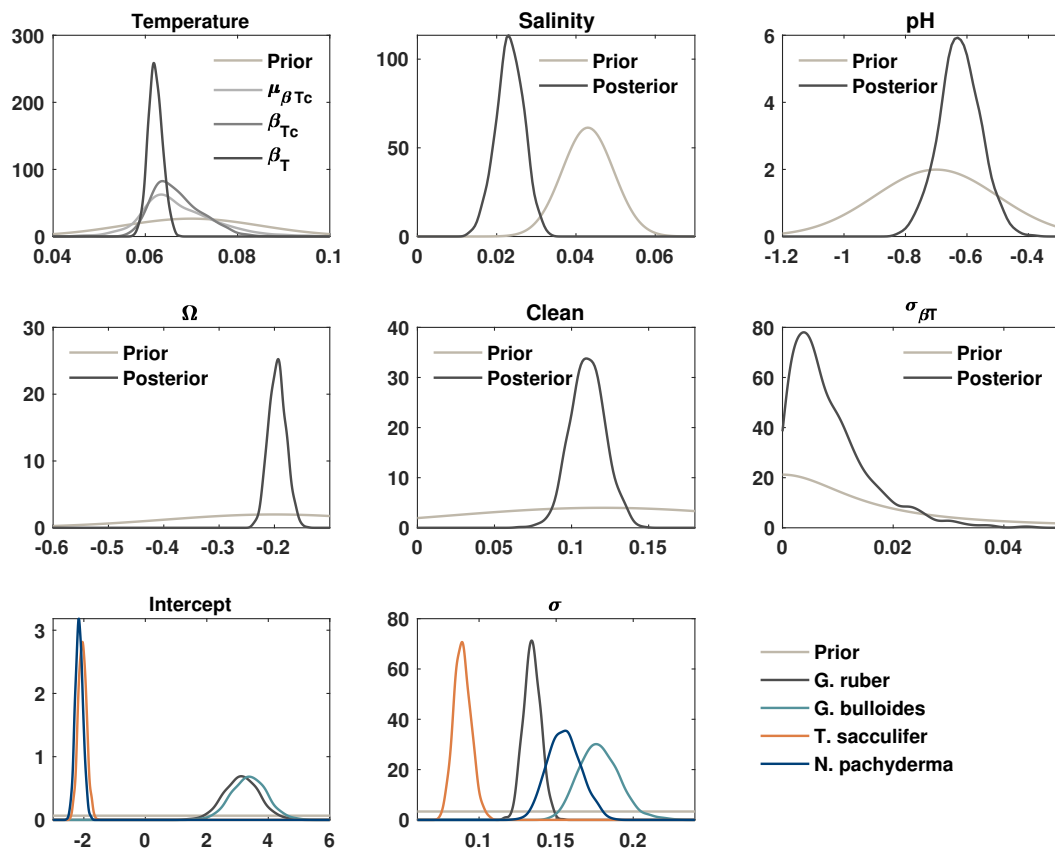 Temperature
300
200
100
0
0.04 0.06 0.08 0.1
Prior
μβTc
βTc
βT
Salinity
100
50
0
0 0.02 0.04 0.06
Prior
Posterior
pH
6
4
2
0
-1.2 -1 -0.8 -0.6 -0.4
Prior
Posterior
Ω
30
20
10
0
-0.6 -0.5 -0.4 -0.3 -0.2
Prior
Posterior
Clean
40
30
20
10
0
0 0.05 0.1 0.15
Prior
Posterior
σβT
80
60
40
20
0
0 0.02 0.04
Prior
Posterior
Intercept
3
2
1
0
-2 0 2 4 6
σ
80
60
40
20
0
0.1 0.15 0.2
Prior
G. ruber
G. bulloides
T. sacculifer
N. pachyderma